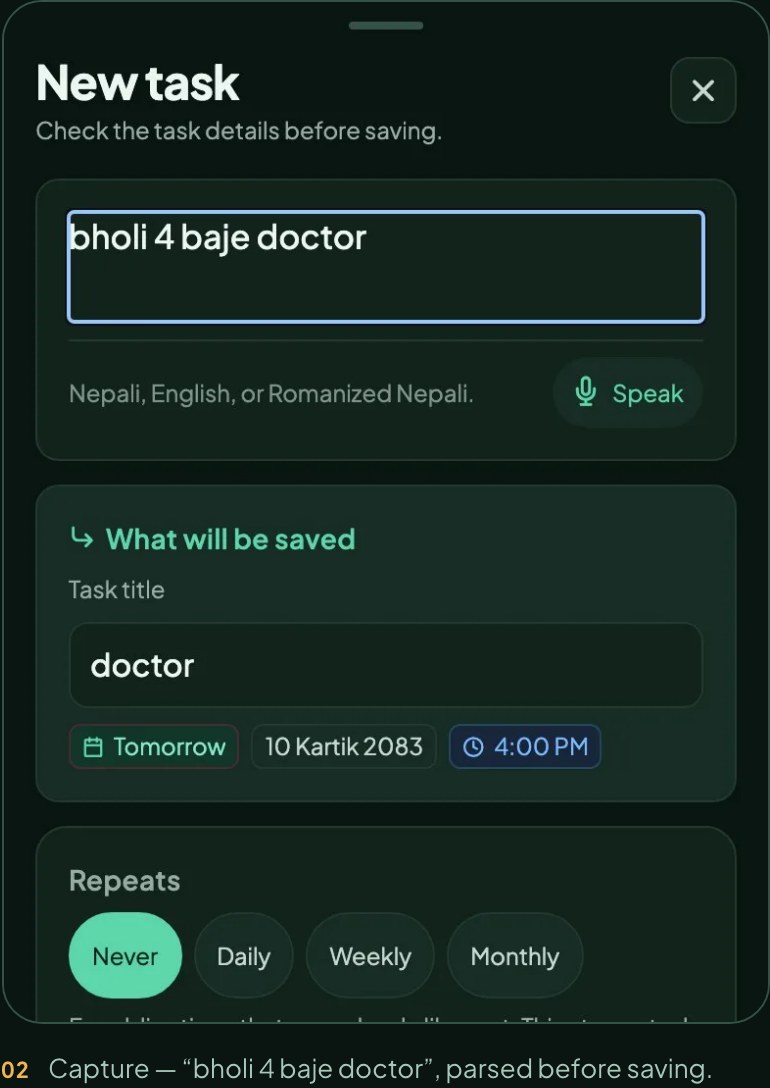 New task
Check the task details before saving.
bholi 4 baje doctor
Nepali, English, or Romanized Nepali.
Speak
What will be saved
Task title
doctor
Tomorrow 10 Kartik 2083 4:00 PM
Repeats
Never Daily Weekly Monthly
02 Capture — “bholi 4 baje doctor”, parsed before saving.